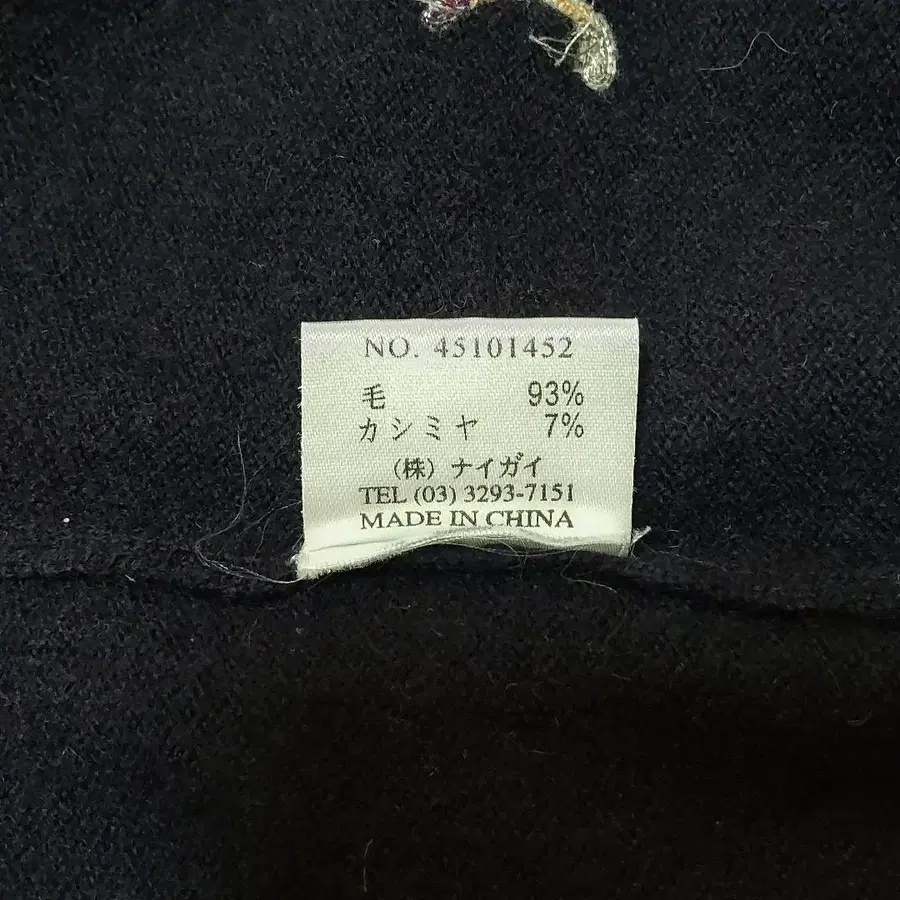 NO. 45101452
毛 93%
カシミヤ 7%
(株) ナイガイ
TEL (03) 3293-7151
MADE IN CHINA